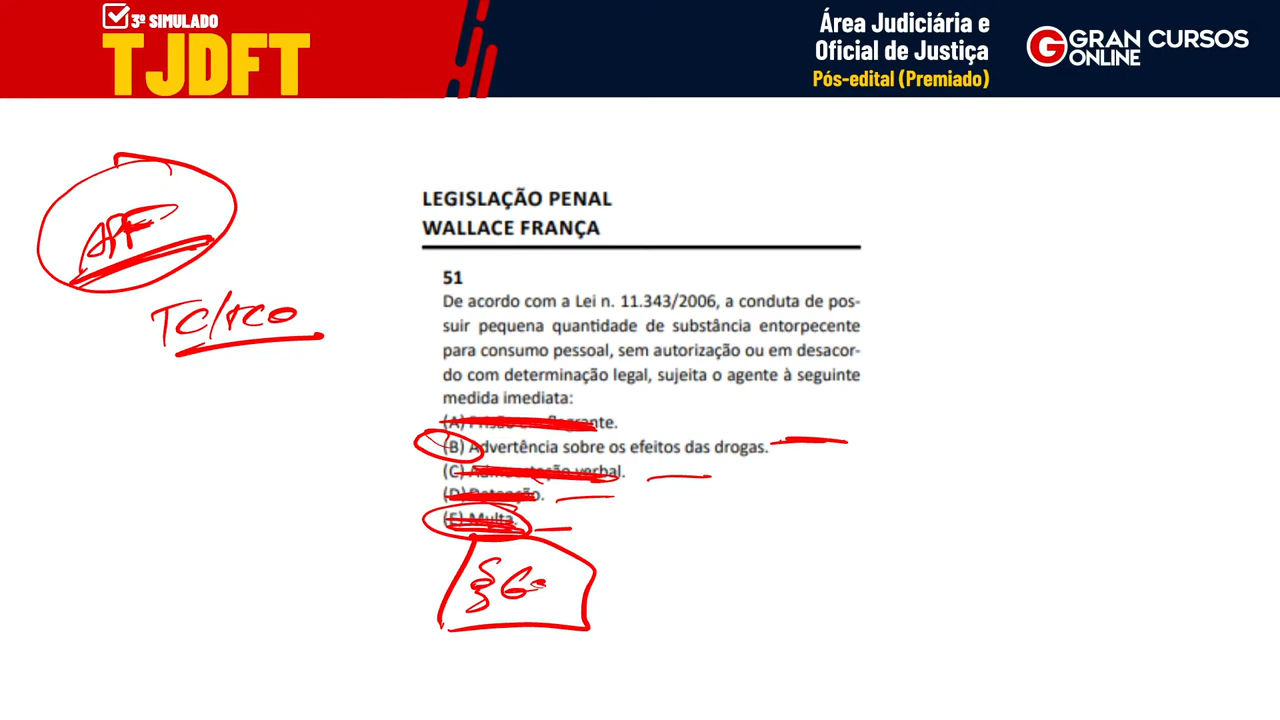 3º SIMULADO
TJDFT
Área Judiciária e
Oficial de Justiça
Pós-edital (Premiado)
GRAN CURSOS
ONLINE
APF
TC/TCO
LEGISLAÇÃO PENAL
WALLACE FRANÇA
51
De acordo com a Lei n. 11.343/2006, a conduta de pos-
suir pequena quantidade de substância entorpecente
para consumo pessoal, sem autorização ou em desacor-
do com determinação legal, sujeita o agente à seguinte
medida imediata:
(A) Prisão em flagrante.
(B) Advertência sobre os efeitos das drogas.
(C) Admoestação verbal.
(D) Detenção.
(E) Multa.
§ 6º